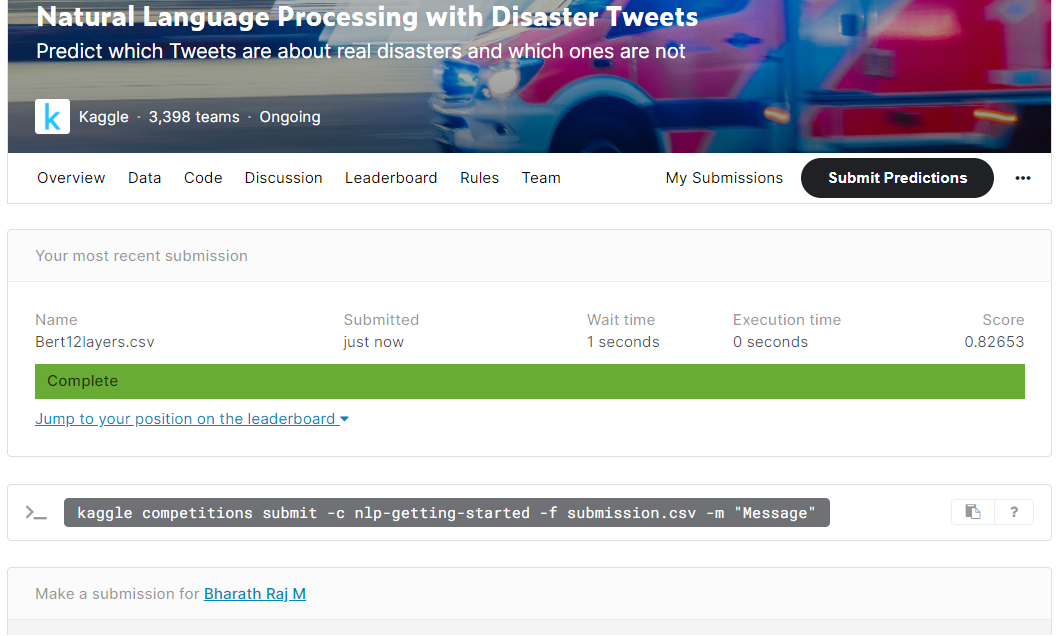 Natural Language Processing with Disaster Tweets
Predict which Tweets are about real disasters and which ones are not
k Kaggle · 3,398 teams · Ongoing
Overview Data Code Discussion Leaderboard Rules Team My Submissions Submit Predictions •••
Your most recent submission
Name Submitted Wait time Execution time Score
Bert12layers.csv just now 1 seconds 0 seconds 0.82653
Complete
Jump to your position on the leaderboard
>_ kaggle competitions submit -c nlp-getting-started -f submission.csv -m "Message" ?
Make a submission for Bharath Raj M